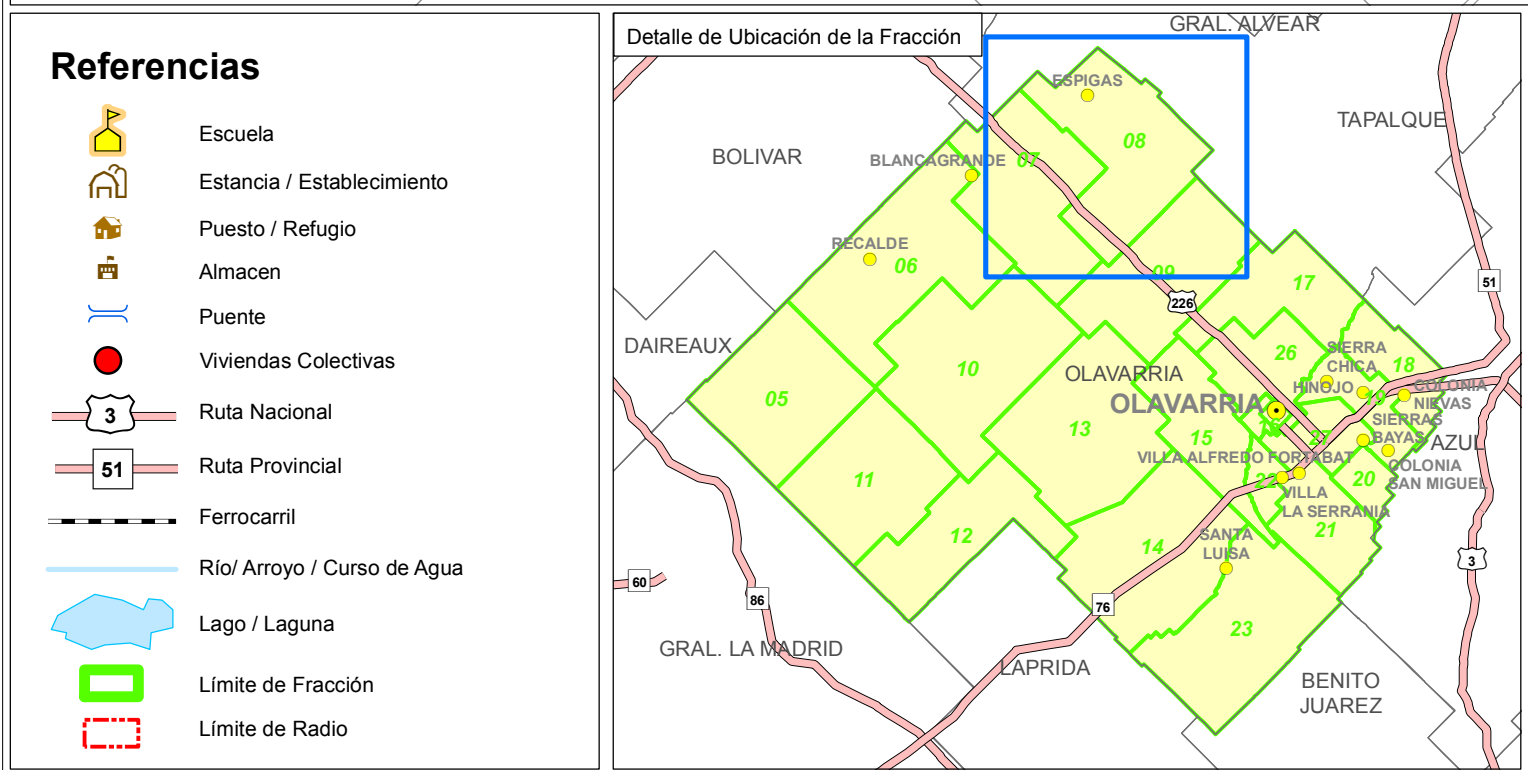 Referencias
Escuela
Estancia / Establecimiento
Puesto / Refugio
Almacen
Puente
Viviendas Colectivas
3
Ruta Nacional
51
Ruta Provincial
Ferrocarril
Río/ Arroyo / Curso de Agua
Lago / Laguna
Límite de Fracción
Límite de Radio
Detalle de Ubicación de la Fracción
GRAL. ALVEAR
ESPIGAS
TAPALQUE
08
BOLIVAR
BLANCAGRANDE
07
RECALDE
06
09
17
51
226
DAIREAUX
SIERRA
CHICA
26
18
10
OLAVARRIA
HINOJO
COLONIA
NIEVAS
19
05
OLAVARRIA
16
SIERRAS
BAYAS
13
15
27
AZUL
VILLA ALFREDO FORTABAT
COLONIA
SAN MIGUEL
11
22
20
VILLA
LA SERRANIA
12
14
SANTA
LUISA
21
3
60
86
76
23
GRAL. LA MADRID
LAPRIDA
BENITO
JUAREZ